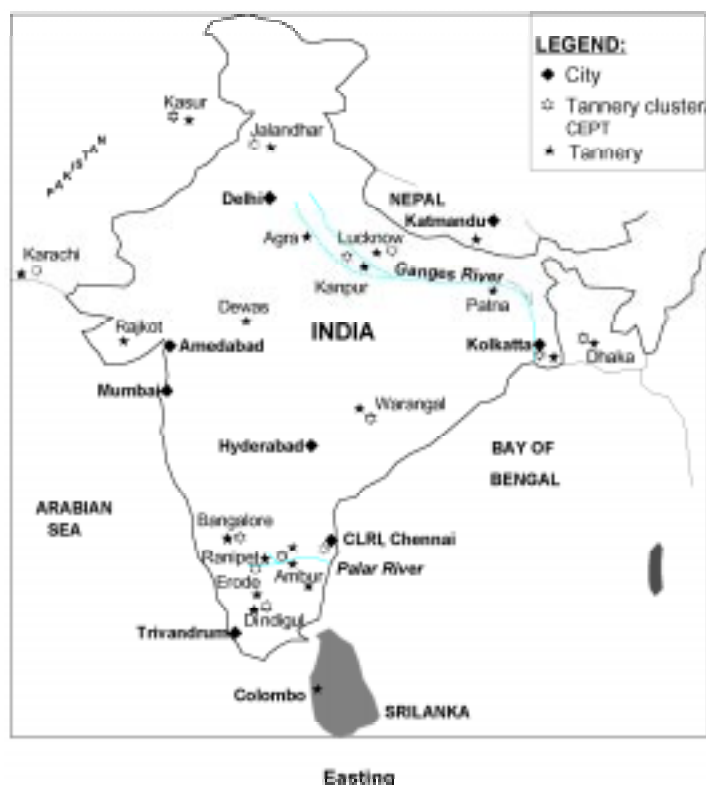 LEGEND:
City
Tannery cluster/
CEPT
Tannery
Kasur
PAKISTAN
Jalandhar
Delhi
NEPAL
Katmandu
Agra
Lucknow
Karachi
Kanpur
Ganges River
Patna
Dewas
Rajkot
INDIA
Amedabad
Kolkatta
Dhaka
Mumbai
Warangal
Hyderabad
BAY OF
BENGAL
ARABIAN
SEA
Bangalore
CLRI, Chennai
Ranipet
Ambur
Palar River
Erode
Dindigul
Trivandrum
Colombo
SRILANKA
Easting